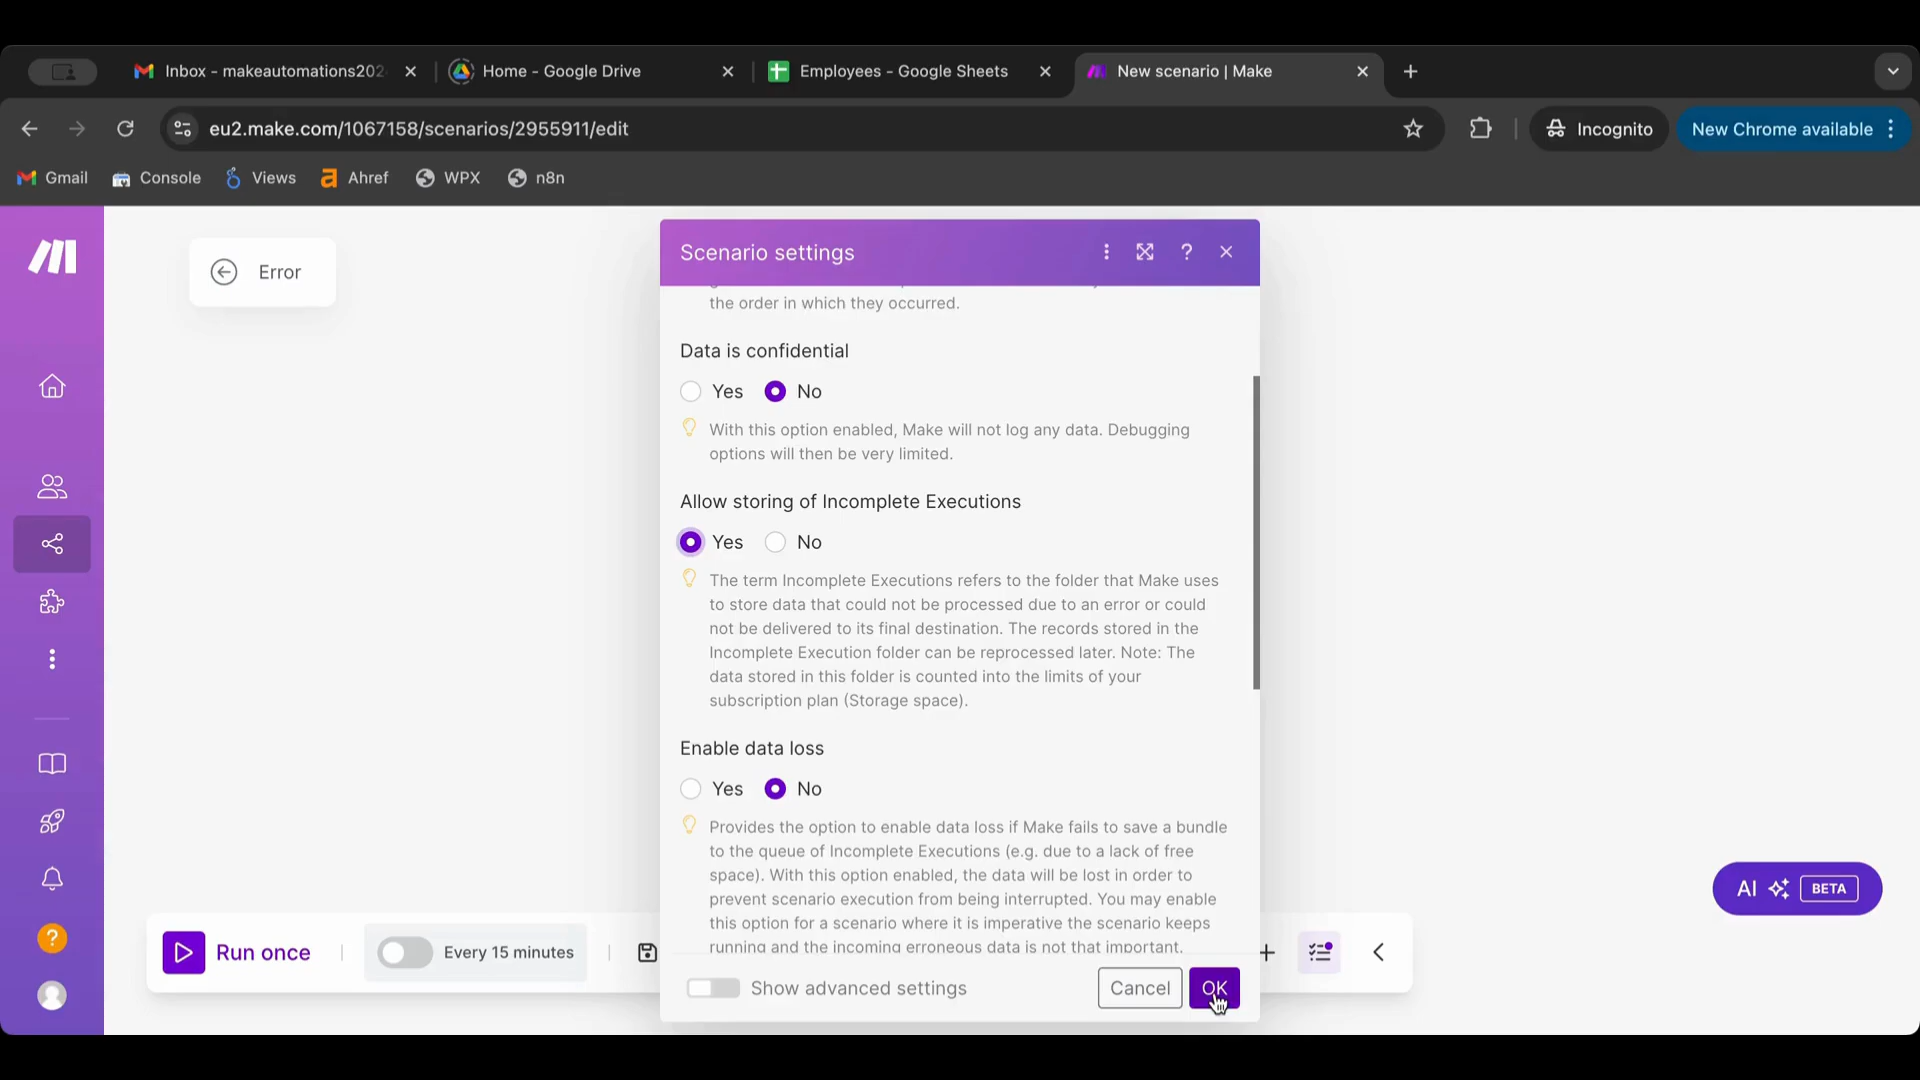 Inbox - makeautomations202
Home - Google Drive
Employees - Google Sheets
New scenario | Make
eu2.make.com/1067158/scenarios/2955911/edit
Incognito
New Chrome available
Gmail
Console
Views
Ahref
WPX
n8n
Error
Scenario settings
the order in which they occurred.
Data is confidential
Yes No
With this option enabled, Make will not log any data. Debugging
options will then be very limited.
Allow storing of Incomplete Executions
Yes No
The term Incomplete Executions refers to the folder that Make uses
to store data that could not be processed due to an error or could
not be delivered to its final destination. The records stored in the
Incomplete Execution folder can be reprocessed later. Note: The
data stored in this folder is counted into the limits of your
subscription plan (Storage space).
Enable data loss
Yes No
Provides the option to enable data loss if Make fails to save a bundle
to the queue of Incomplete Executions (e.g. due to a lack of free
space). With this option enabled, the data will be lost in order to
prevent scenario execution from being interrupted. You may enable
this option for a scenario where it is imperative the scenario keeps
running and the incoming erroneous data is not that important.
Show advanced settings
Cancel
OK
Run once
Every 15 minutes
AI BETA